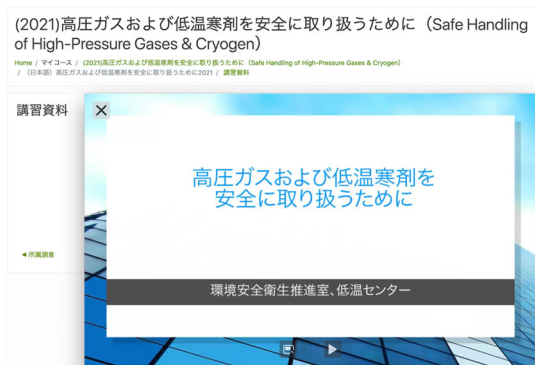 (2021)高圧ガスおよび低温寒剤を安全に取り扱うために（Safe Handling
of High-Pressure Gases & Cryogen）
Home / マイコース / (2021)高圧ガスおよび低温寒剤を安全に取り扱うために（Safe Handling of High-Pressure Gases & Cryogen）
/ （日本語）高圧ガスおよび低温寒剤を安全に取り扱うために2021 / 講習資料
講習資料
高圧ガスおよび低温寒剤を
安全に取り扱うために
環境安全衛生推進室、低温センター
◄ 所属調査